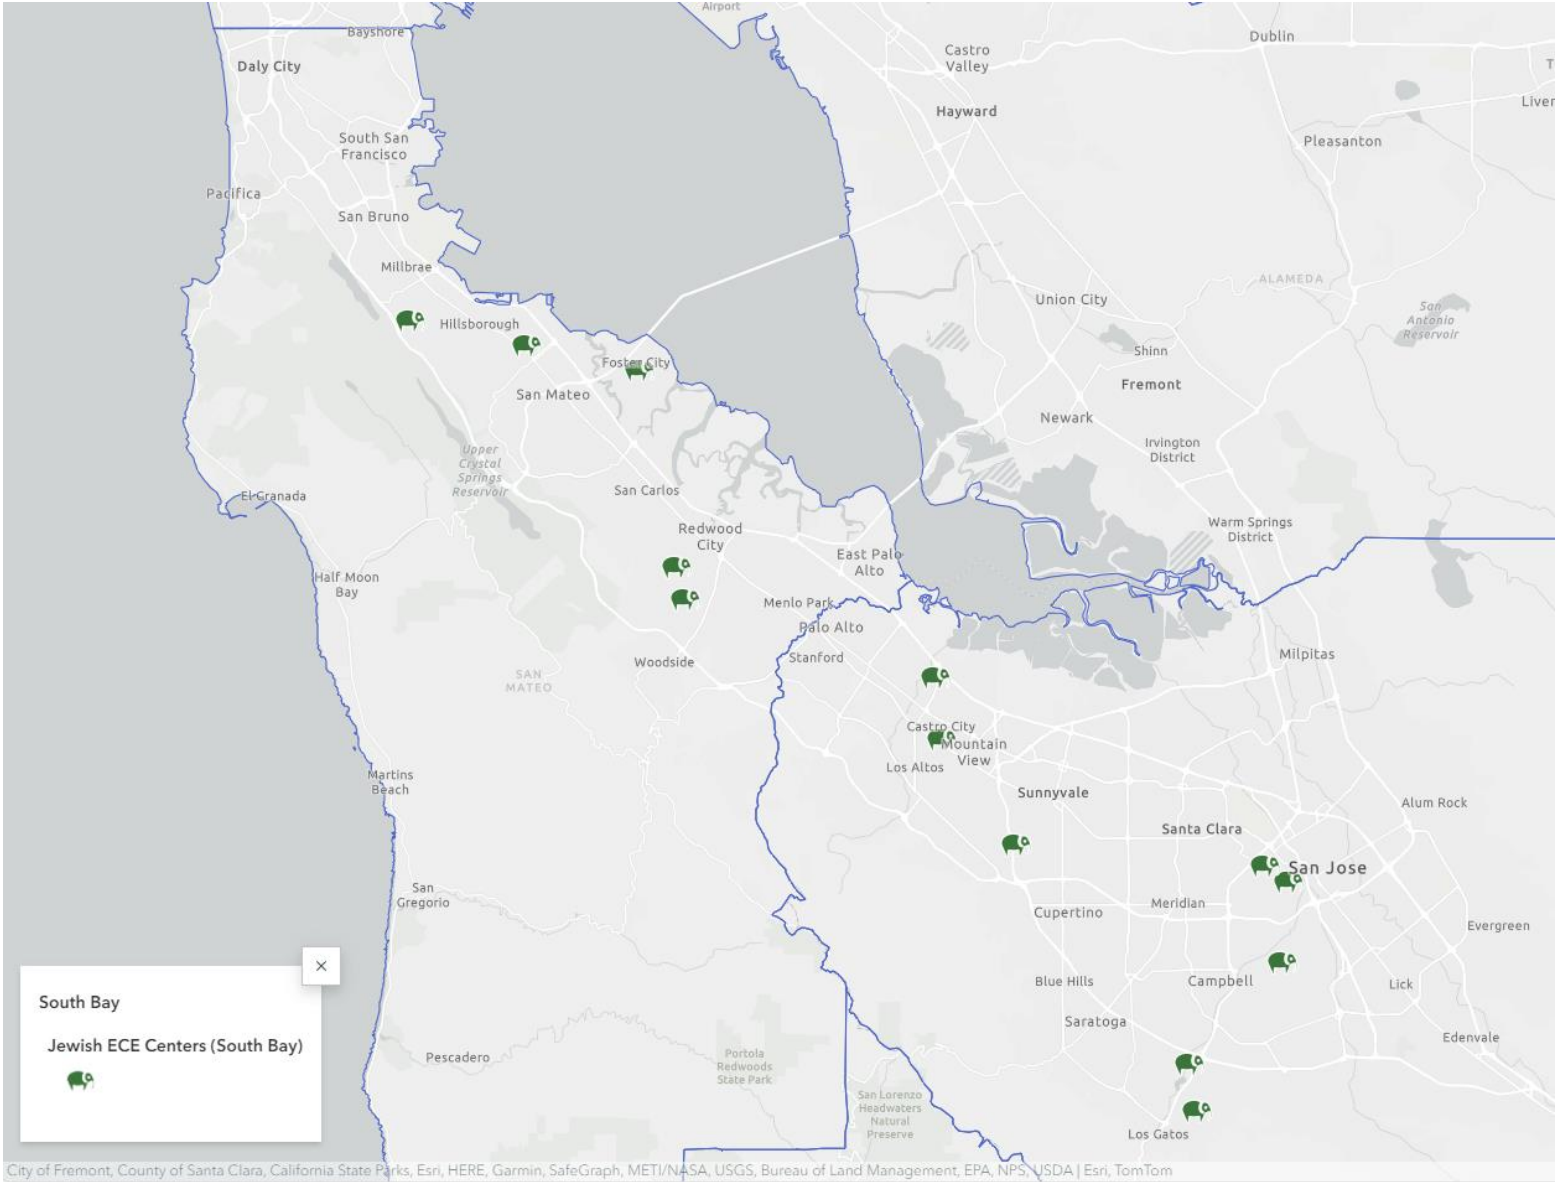 Airport
Bayshore
Dublin
Castro
Valley
Daly City
T
Liver
Hayward
South San
Francisco
Pleasanton
Pacifica
San Bruno
Millbrae
ALAMEDA
Union City
San
Antonio
Reservoir
Hillsborough
Shinn
Foster City
Fremont
San Mateo
Newark
Irvington
District
Upper
Crystal
Springs
Reservoir
San Carlos
El Granada
Redwood
City
Warm Springs
District
East Palo
Alto
Half Moon
Bay
Menlo Park
Palo Alto
Stanford
Milpitas
Woodside
SAN
MATEO
Castro City
Mountain
View
Los Altos
Martins
Beach
Sunnyvale
Alum Rock
Santa Clara
San Jose
San
Gregorio
Meridian
Cupertino
Evergreen
Blue Hills
Campbell
Lick
South Bay
Saratoga
Edenvale
Jewish ECE Centers (South Bay)
Pescadero
Portola
Redwoods
State Park
San Lorenzo
Headwaters
Natural
Preserve
Los Gatos
City of Fremont, County of Santa Clara, California State Parks, Esri, HERE, Garmin, SafeGraph, METI/NASA, USGS, Bureau of Land Management, EPA, NPS, USDA | Esri, TomTom